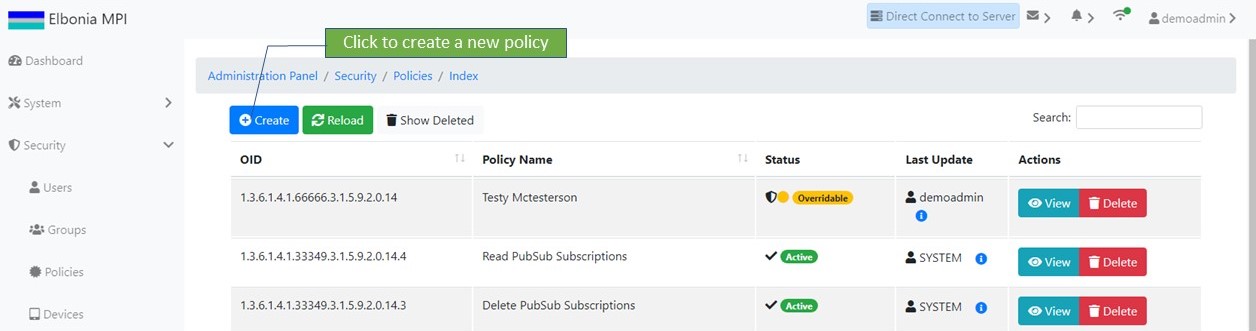 Elbonia MPI
Direct Connect to Server
demoadmin
Click to create a new policy
Dashboard
System
Security
Users
Groups
Policies
Devices
Administration Panel / Security / Policies / Index
Create Reload Show Deleted
Search:
OID Policy Name Status Last Update Actions
1.3.6.1.4.1.66666.3.1.5.9.2.0.14 Testy Mctesterson Overridable demoadmin View Delete
1.3.6.1.4.1.33349.3.1.5.9.2.0.14.4 Read PubSub Subscriptions Active SYSTEM View Delete
1.3.6.1.4.1.33349.3.1.5.9.2.0.14.3 Delete PubSub Subscriptions Active SYSTEM View Delete